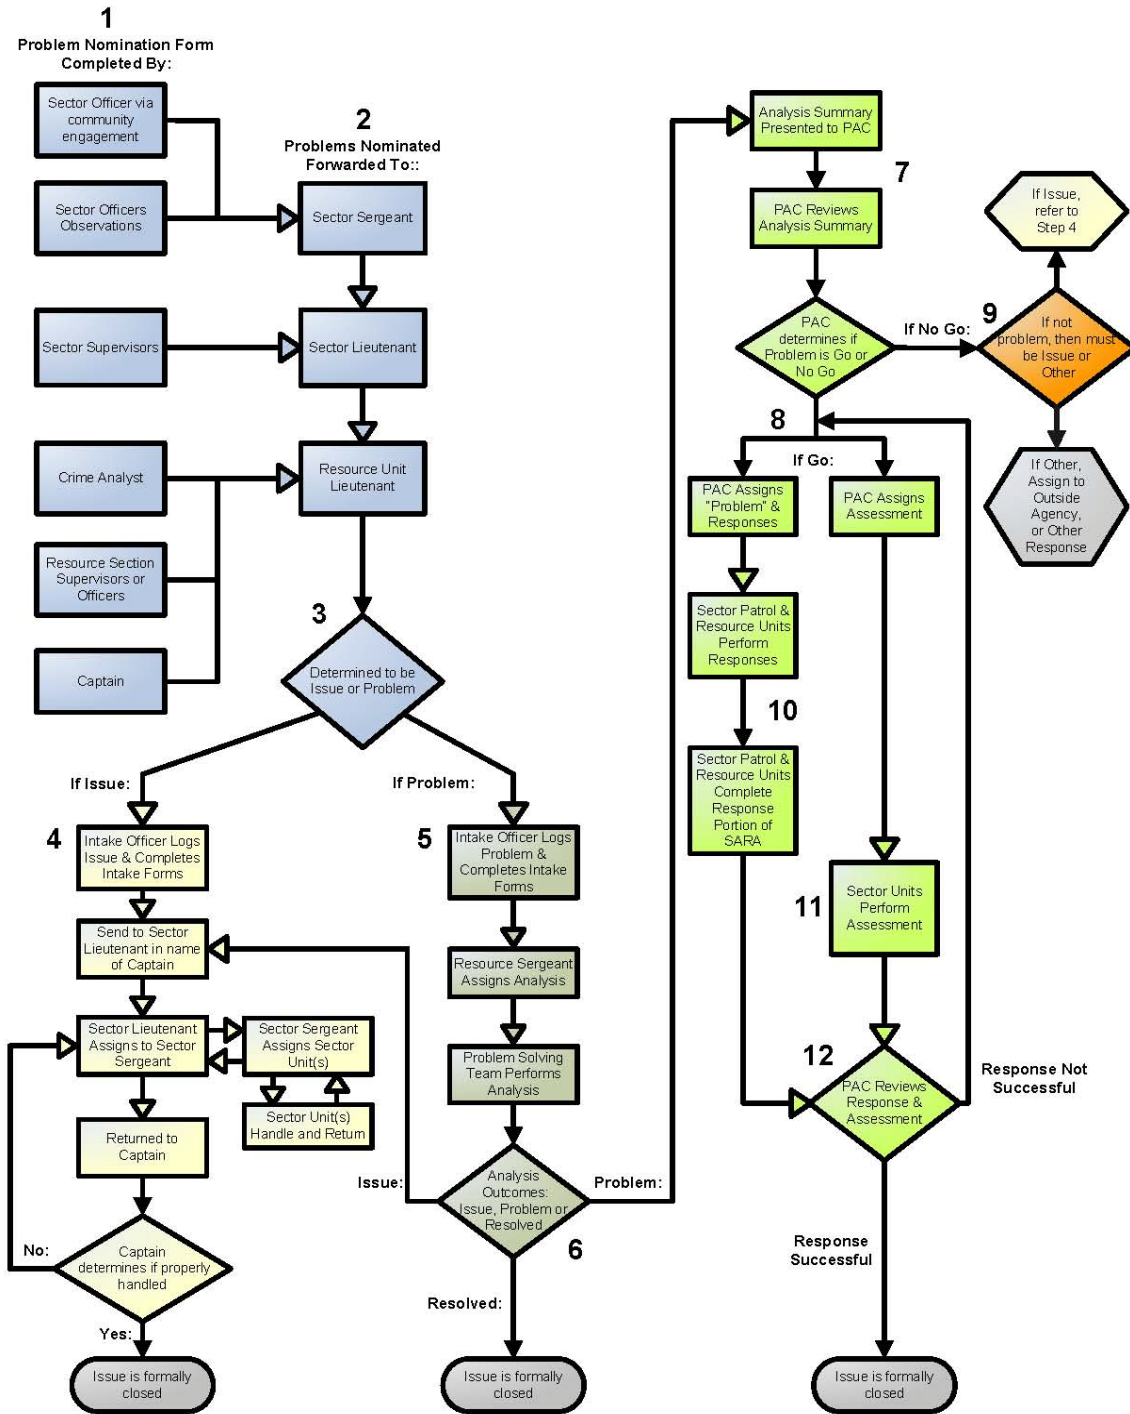 1
Problem Nomination Form
Completed By:
Sector Officer via
community
engagement
Sector Officers
Observations
Sector Supervisors
Crime Analyst
Resource Section
Supervisors or
Officers
Captain
2
Problems Nominated
Forwarded To::
Sector Sergeant
Sector Lieutenant
Resource Unit
Lieutenant
3
Determined to be
Issue or Problem
If Issue:
If Problem:
4
Intake Officer Logs
Issue & Completes
Intake Forms
Send to Sector
Lieutenant in name
of Captain
Sector Lieutenant
Assigns to Sector
Sergeant
Sector Sergeant
Assigns Sector
Unit(s)
Sector Unit(s)
Handle and Return
Returned to
Captain
Captain
determines if properly
handled
No:
Yes:
Issue is formally
closed
5
Intake Officer Logs
Problem &
Completes Intake
Forms
Resource Sergeant
Assigns Analysis
Problem Solving
Team Performs
Analysis
Analysis
Outcomes:
Issue, Problem or
Resolved
6
Issue:
Problem:
Resolved:
Issue is formally
closed
Analysis Summary
Presented to PAC
7
PAC Reviews
Analysis Summary
PAC
determines if
Problem is Go or
No Go
If No Go:
9
If not
problem, then must
be Issue or
Other
If Issue,
refer to
Step 4
If Other,
Assign to
Outside
Agency,
or Other
Response
8
If Go:
PAC Assigns
"Problem" &
Responses
PAC Assigns
Assessment
Sector Patrol &
Resource Units
Perform
Responses
10
Sector Patrol &
Resource Units
Complete
Response
Portion of
SARA
11
Sector Units
Perform
Assessment
12
PAC Reviews
Response &
Assessment
Response Not
Successful
Response
Successful
Issue is formally
closed